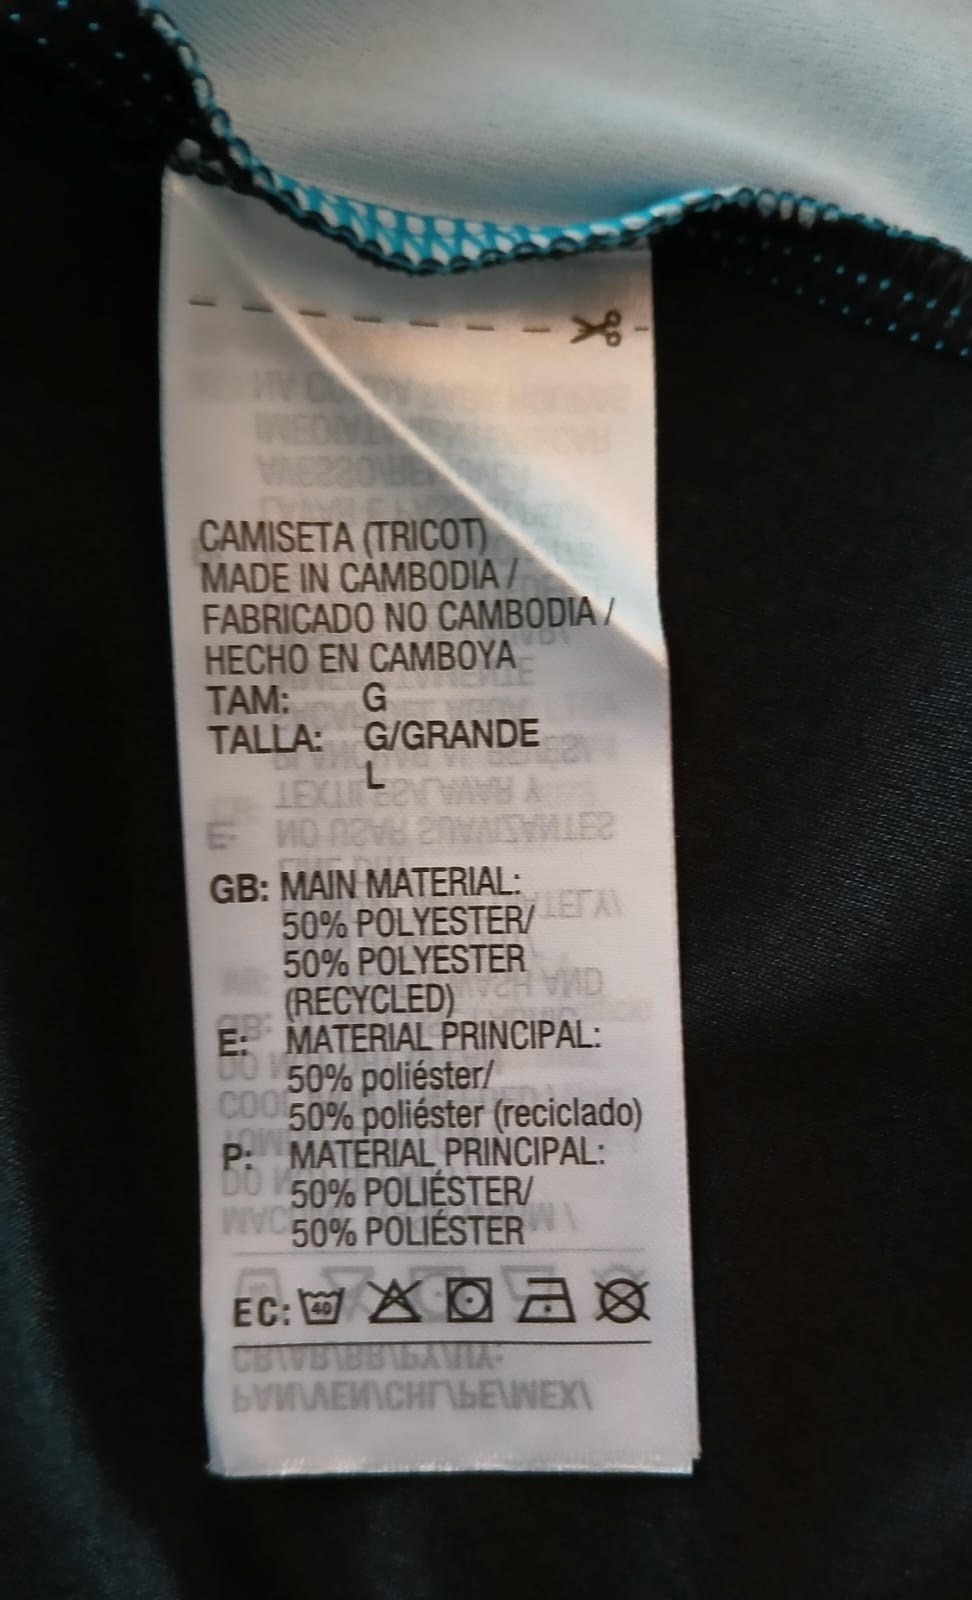 CAMISETA (TRICOT)
MADE IN CAMBODIA /
FABRICADO NO CAMBODIA /
HECHO EN CAMBOYA
TAM: G
TALLA: G/GRANDE
L
GB: MAIN MATERIAL:
50% POLYESTER/
50% POLYESTER
(RECYCLED)
E: MATERIAL PRINCIPAL:
50% poliéster/
50% poliéster (reciclado)
P: MATERIAL PRINCIPAL:
50% POLIÉSTER/
50% POLIÉSTER
EC: 40